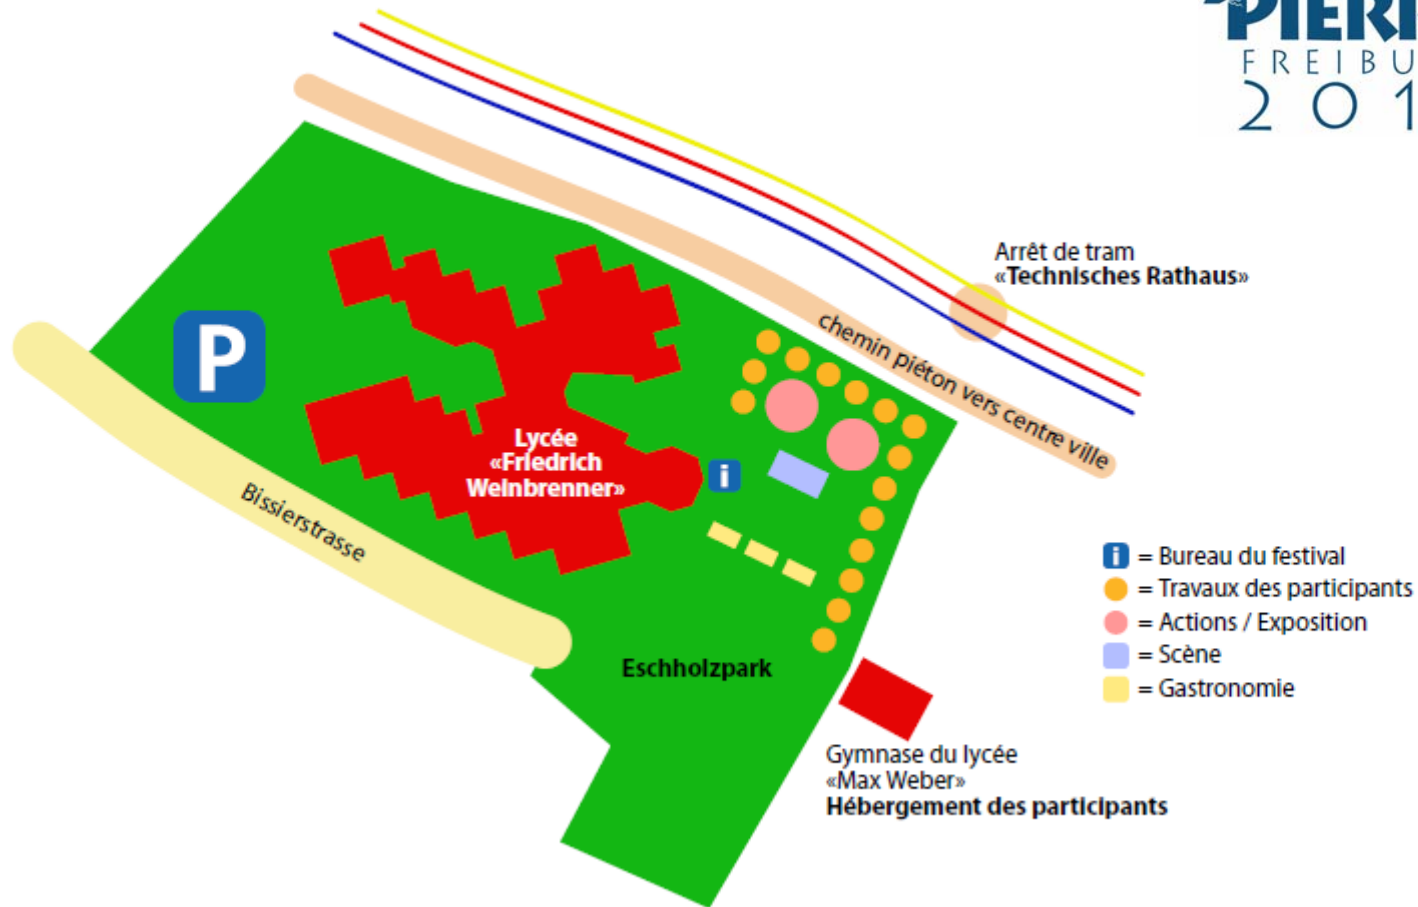 PIERI
FREIBU
201
Arrêt de tram
«Technisches Rathaus»
chemin piéton vers centre ville
P
Lycée
«Friedrich
Weinbrenner»
i
Bissierstrasse
i = Bureau du festival
= Travaux des participants
= Actions / Exposition
= Scène
= Gastronomie
Eschholzpark
Gymnase du lycée
«Max Weber»
Hébergement des participants